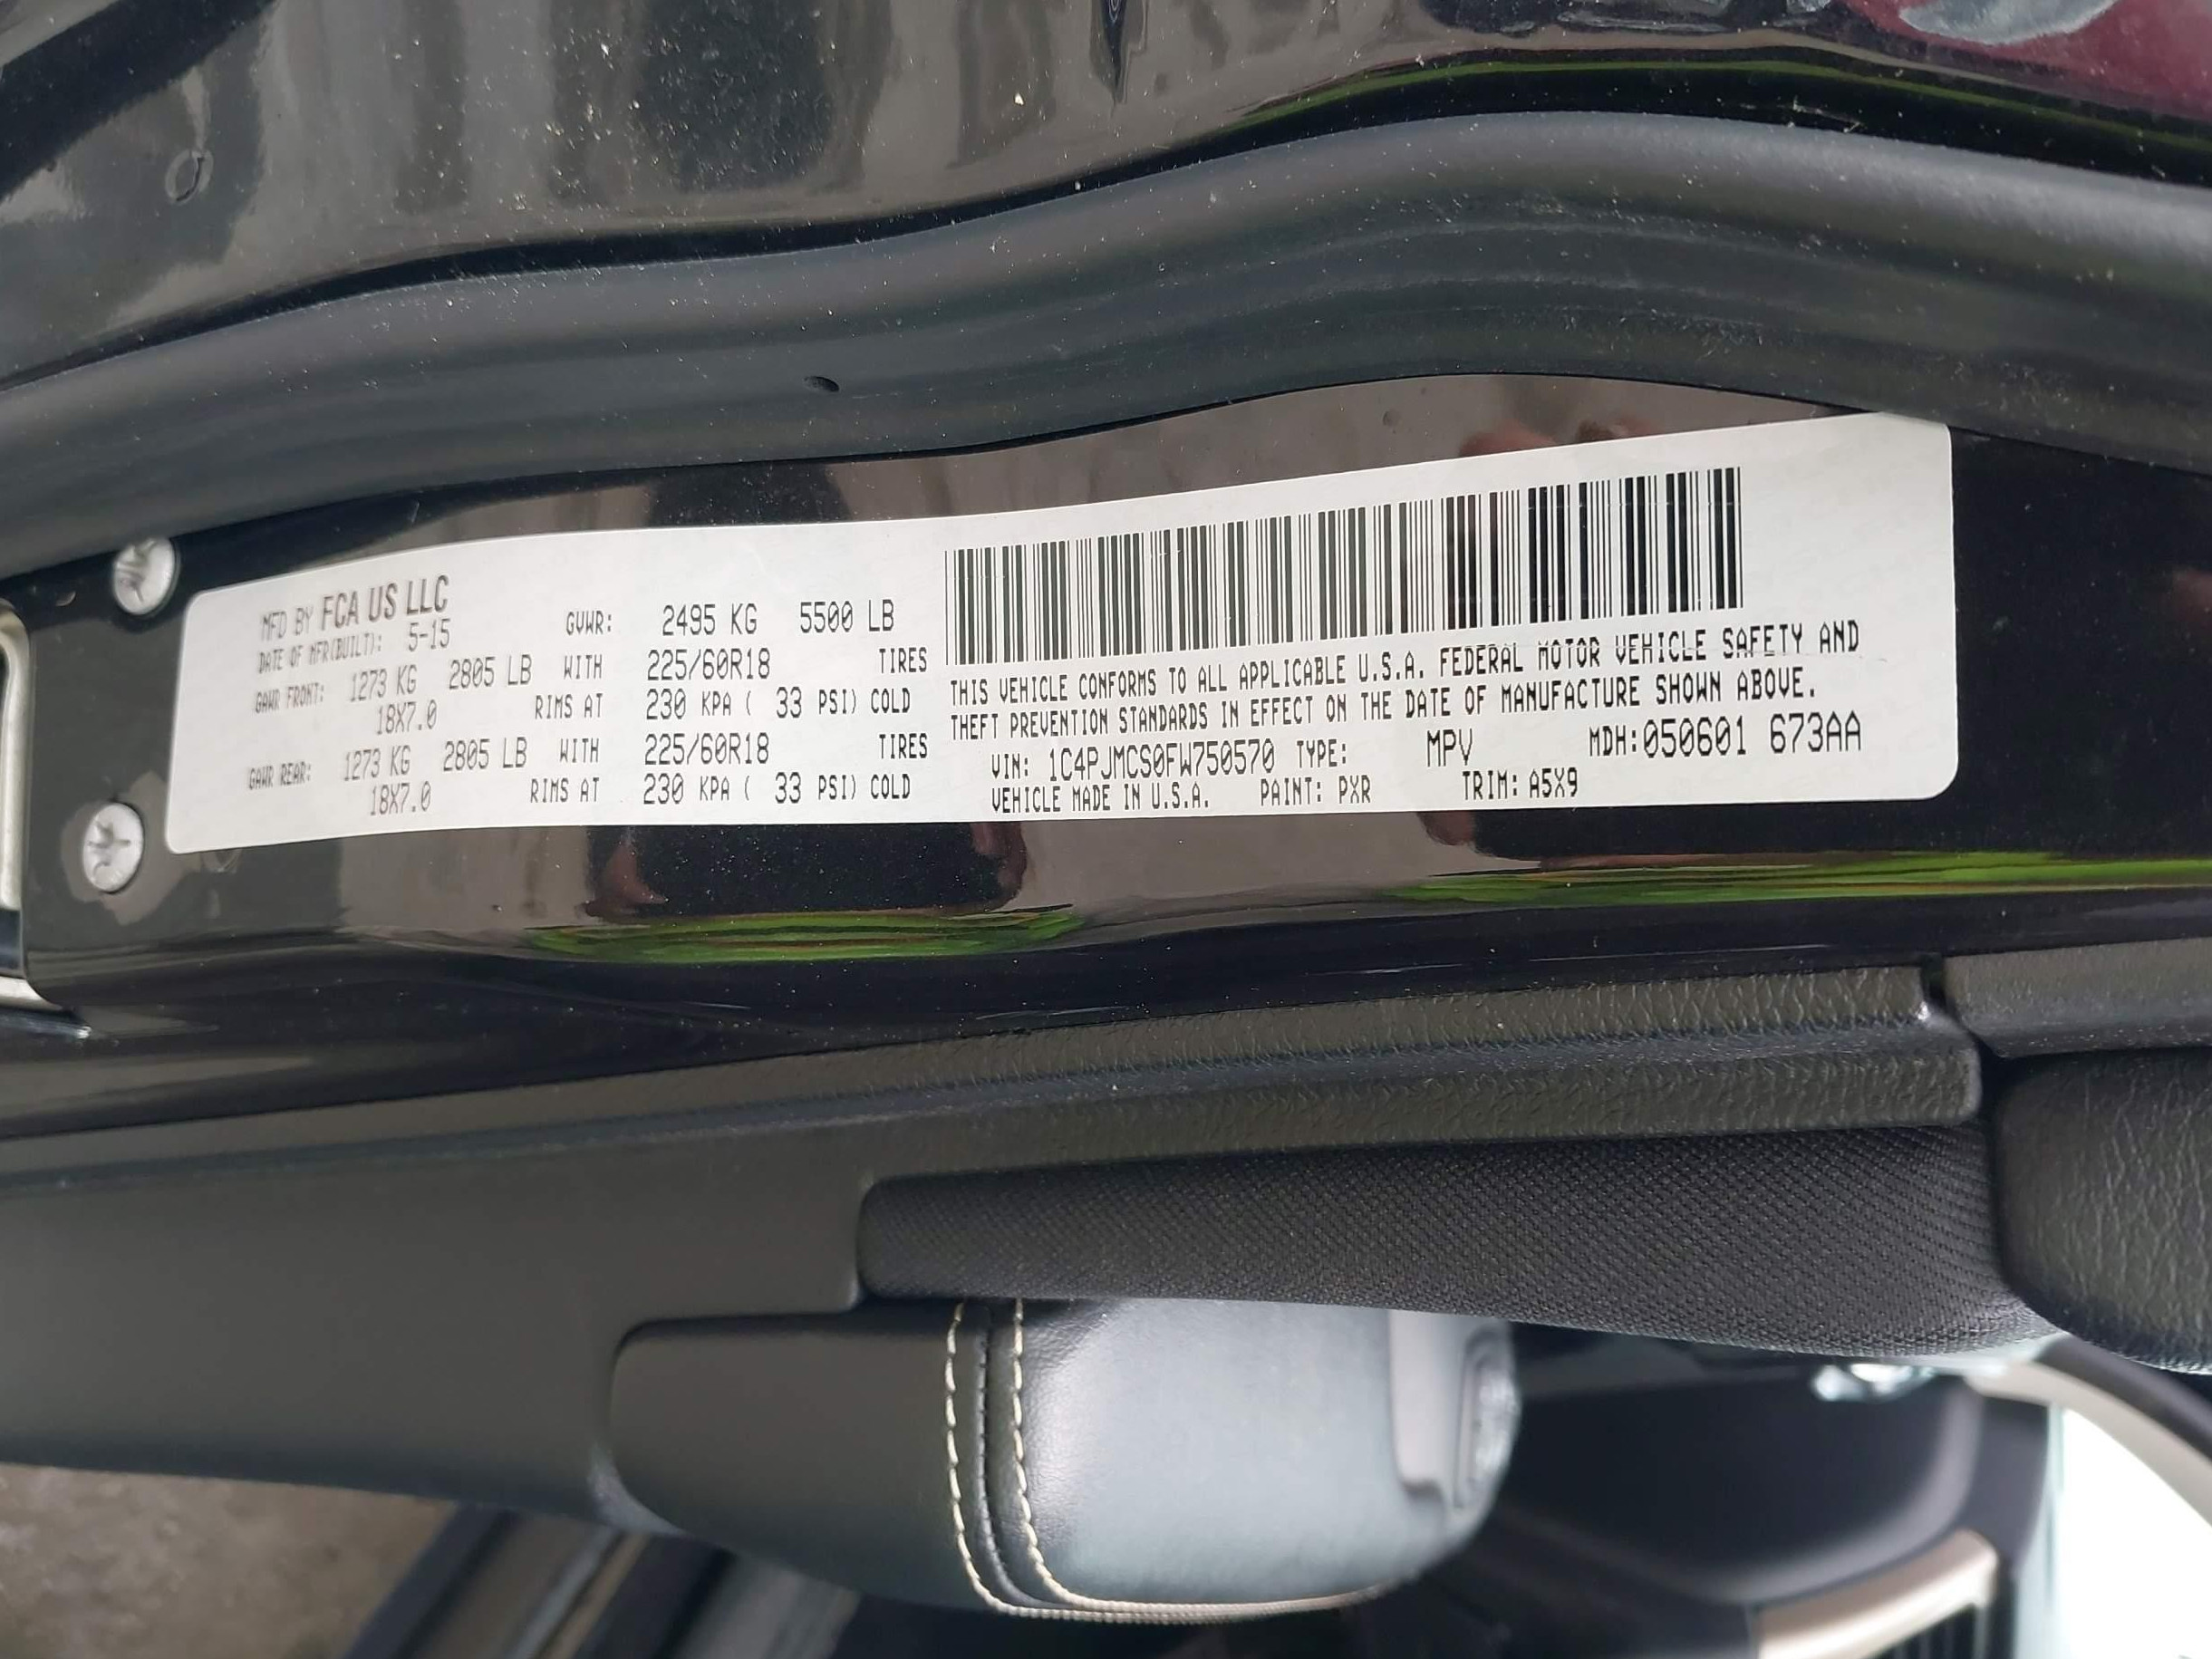 MFD BY FCA US LLC
DATE OF MFR(BUILT): 5-15 GVWR: 2495 KG 5500 LB
GAWR FRONT: 1273 KG 2805 LB WITH 225/60R18 TIRES
18X7.0 RIMS AT 230 KPA ( 33 PSI) COLD
GAWR REAR: 1273 KG 2805 LB WITH 225/60R18 TIRES
18X7.0 RIMS AT 230 KPA ( 33 PSI) COLD
THIS VEHICLE CONFORMS TO ALL APPLICABLE U.S.A. FEDERAL MOTOR VEHICLE SAFETY AND
THEFT PREVENTION STANDARDS IN EFFECT ON THE DATE OF MANUFACTURE SHOWN ABOVE.
VIN: 1C4PJMCS0FW750570 TYPE: MPV MDH:050601 673AA
VEHICLE MADE IN U.S.A. PAINT: PXR TRIM: A5X9